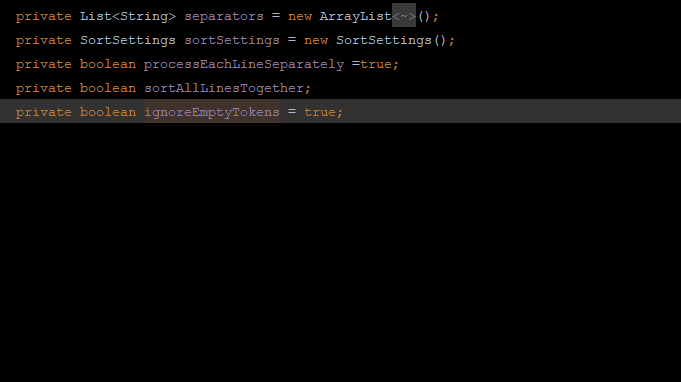 private List<String> separators = new ArrayList<~>();
private SortSettings sortSettings = new SortSettings();
private boolean processEachLineSeparately =true;
private boolean sortAllLinesTogether;
private boolean ignoreEmptyTokens = true;